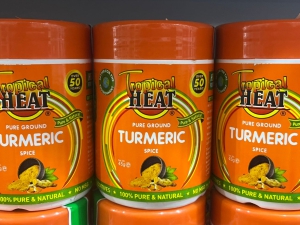 50
Tropical
HEAT
PURE GROUND
TURMERIC
SPICE
100% PURE & NATURAL
50
Tropical
HEAT
PURE GROUND
TURMERIC
SPICE
100% PURE & NATURAL
Tropical
HEAT
PURE GROUND
TURMERIC
SPICE
100% PURE & NATURAL